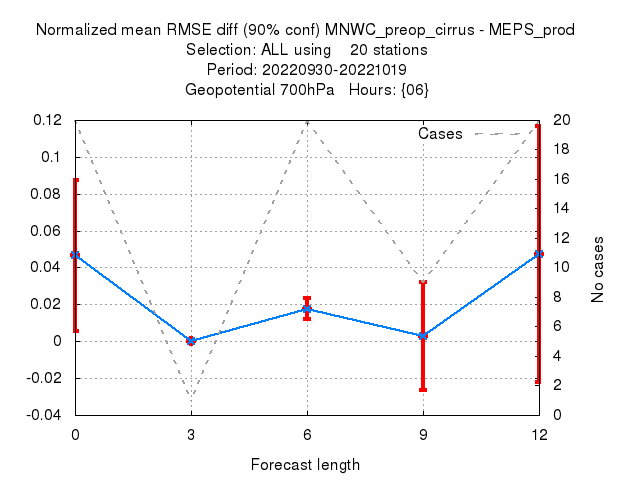 Normalized mean RMSE diff (90% conf) MNWC_preop_cirrus - MEPS_prod
Selection: ALL using 20 stations
Period: 20220930-20221019
Geopotential 700hPa Hours: {06}
Cases
0.12
0.1
0.08
0.06
0.04
0.02
0
-0.02
-0.04
20
18
16
14
12
10
8
6
4
2
0
No cases
0 3 6 9 12
Forecast length